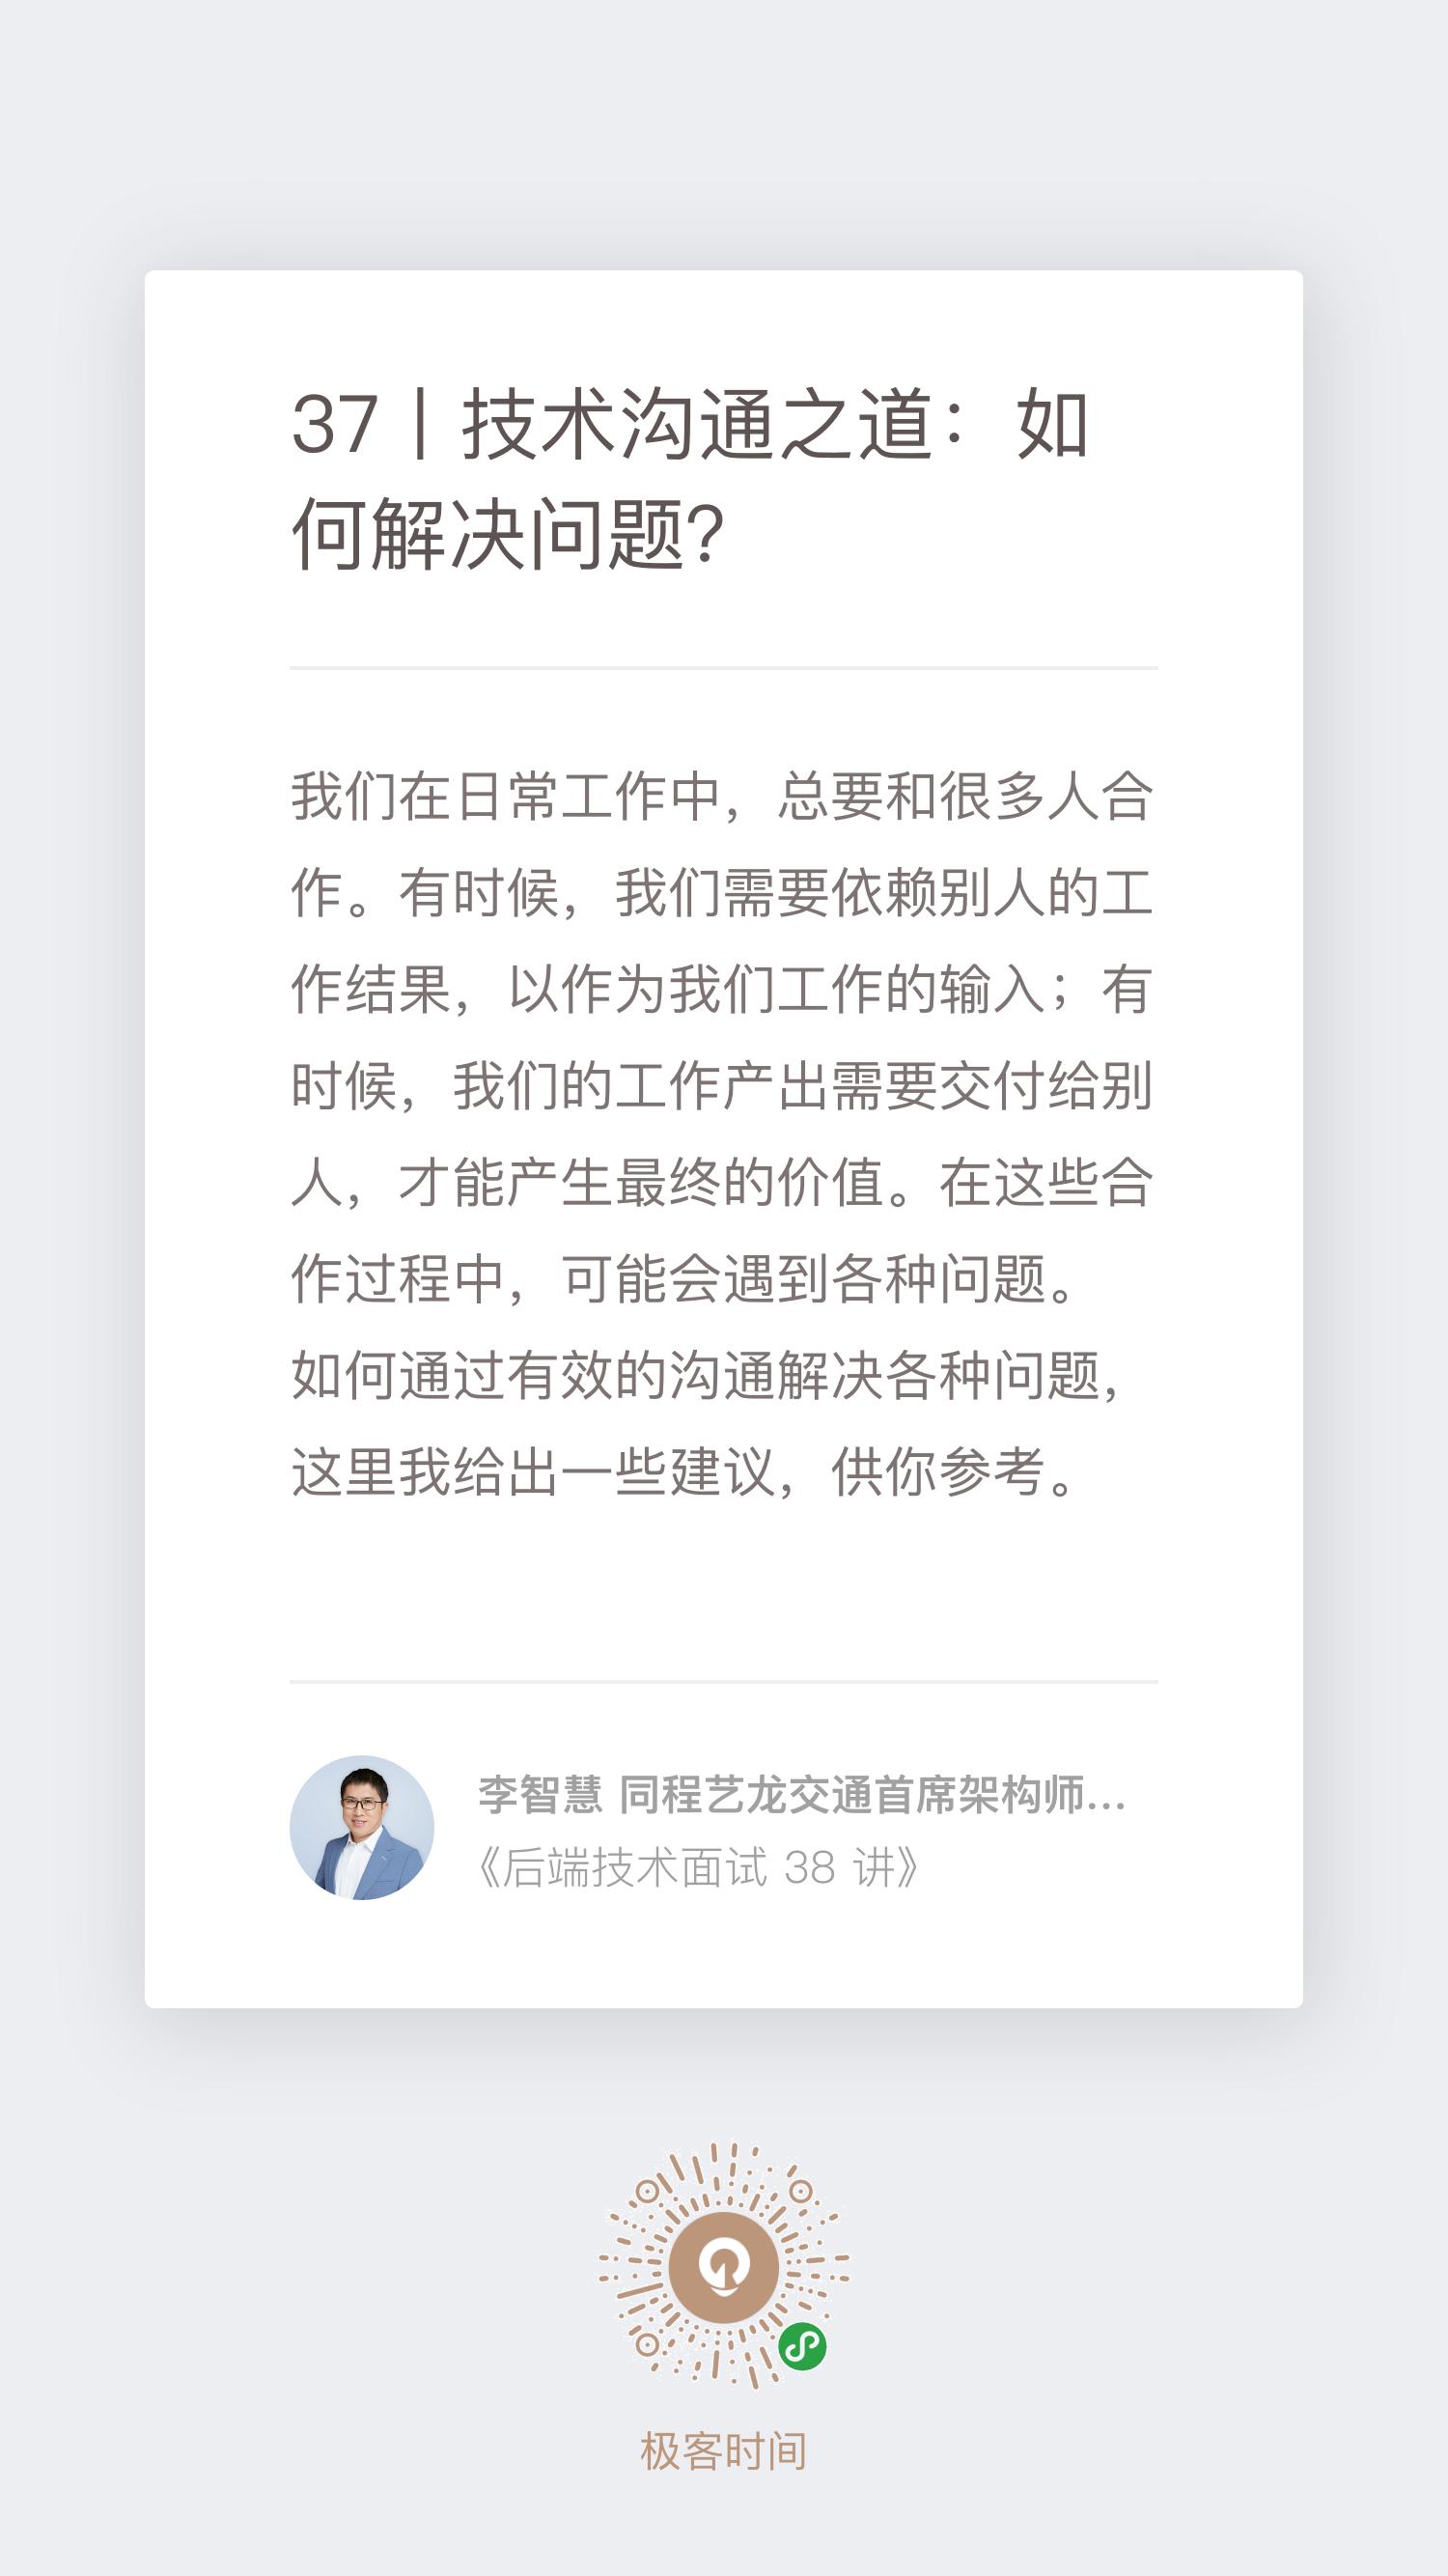 37 | 技术沟通之道：如
何解决问题?
我们在日常工作中，总要和很多人合
作。有时候，我们需要依赖别人的工
作结果，以作为我们工作的输入；有
时候，我们的工作产出需要交付给别
人，才能产生最终的价值。在这些合
作过程中，可能会遇到各种问题。
如何通过有效的沟通解决各种问题，
这里我给出一些建议，供你参考。
李智慧 同程艺龙交通首席架构师...
《后端技术面试 38 讲》
极客时间